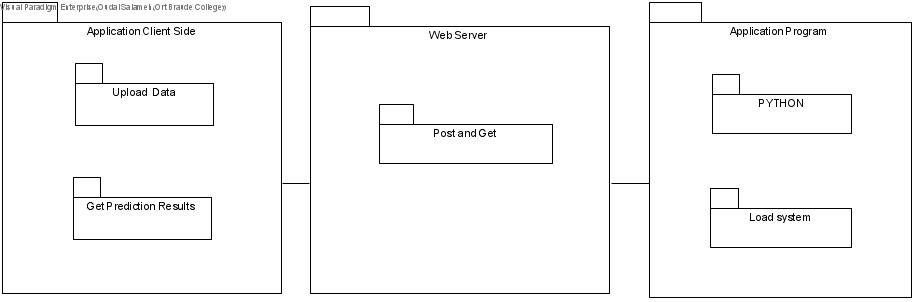 Visual Paradigm Enterprise(Oudai Salameh(Ort Braude College))
Application Client Side
Web Server
Application Program
Upload Data
PYTHON
Post and Get
Get Prediction Results
Load system